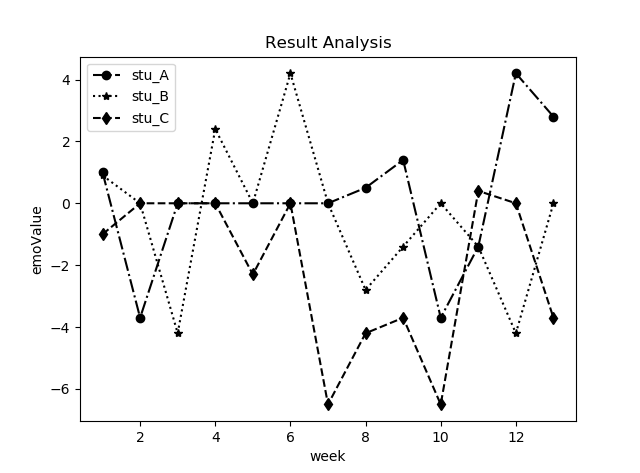 Result Analysis
stu_A
stu_B
stu_C
4
2
0
−2
−4
−6
emoValue
2 4 6 8 10 12
week